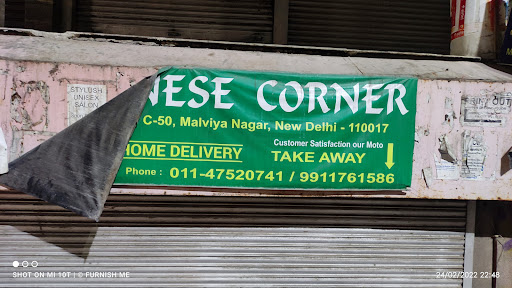 NESE CORNER
C-50, Malviya Nagar, New Delhi - 110017
Customer Satisfaction our Moto
HOME DELIVERY
TAKE AWAY
Phone : 011-47520741 / 9911761586
STYLISH
UNISEX
SALON
SHOT ON MI 10T | © FURNISH ME
24/02/2022 22:48